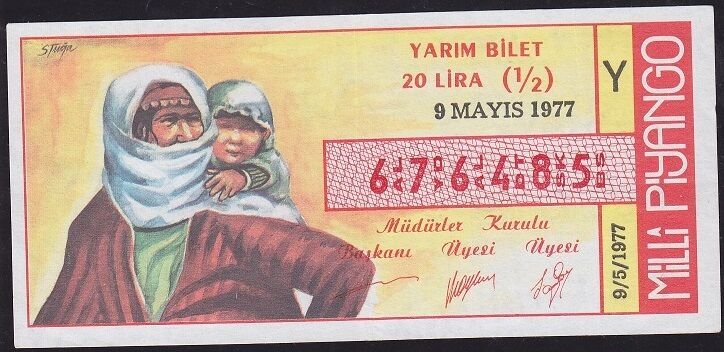 S Tuğa
YARIM BİLET
20 LİRA (1/2)
9 MAYIS 1977
Y
676485
Müdürler Kurulu
Başkanı Üyesi Üyesi
9/5/1977
MİLLİ PİYANGO